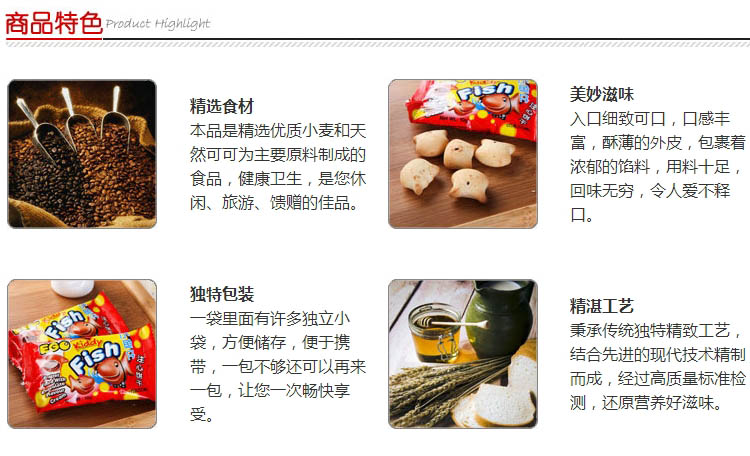 商品特色 Product Highlight
精选食材
本品是精选优质小麦和天
然可可为主要原料制成的
食品，健康卫生，是您休
闲、旅游、馈赠的佳品。
美妙滋味
入口细致可口，口感丰
富，酥薄的外皮，包裹着
浓郁的馅料，用料十足，
回味无穷，令人爱不释
口。
Fish
独特包装
一袋里面有许多独立小
袋，方便储存，便于携
带，一包不够还可以再来
一包，让您一次畅快享
受。
Fish
EGO Kiddy
Fish
注心饼干
精湛工艺
秉承传统独特精致工艺，
结合先进的现代技术精制
而成，经过高质量标准检
测，还原营养好滋味。